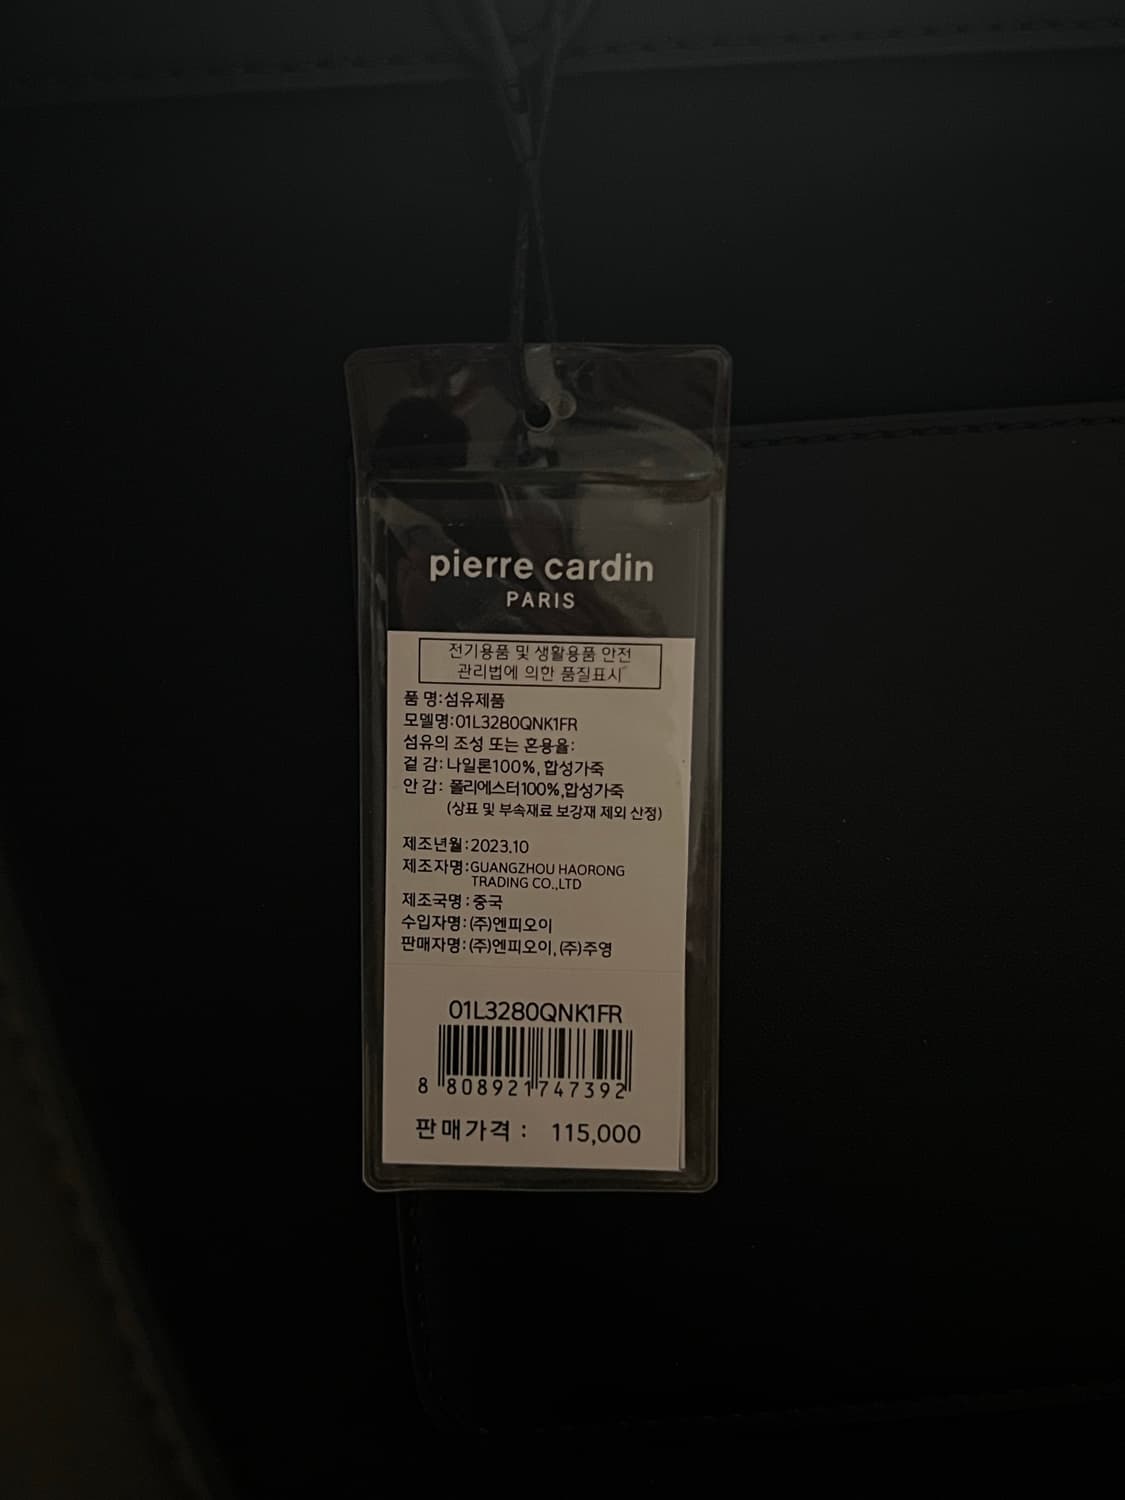 pierre cardin
PARIS
전기용품 및 생활용품 안전
관리법에 의한 품질표시
품 명:섬유제품
모델명:01L3280QNK1FR
섬유의 조성 또는 혼용율:
겉 감:나일론100%,합성가죽
안 감: 폴리에스터100%,합성가죽
(상표 및 부속재료 보강재 제외 산정)
제조년월:2023.10
제조자명:GUANGZHOU HAORONG
TRADING CO.,LTD
제조국명:중국
수입자명:(주)엔피오이
판매자명:(주)엔피오이,(주)주영
01L3280QNK1FR
8 808921747392
판매가격 : 115,000